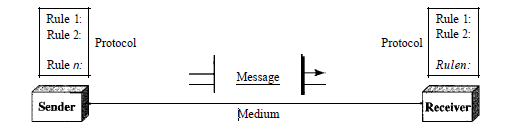 Rule 1:
Rule 2:
Protocol
Rule n:
Rule 1:
Rule 2:
Protocol
Rulen:
Message
Sender
Medium
Receiver